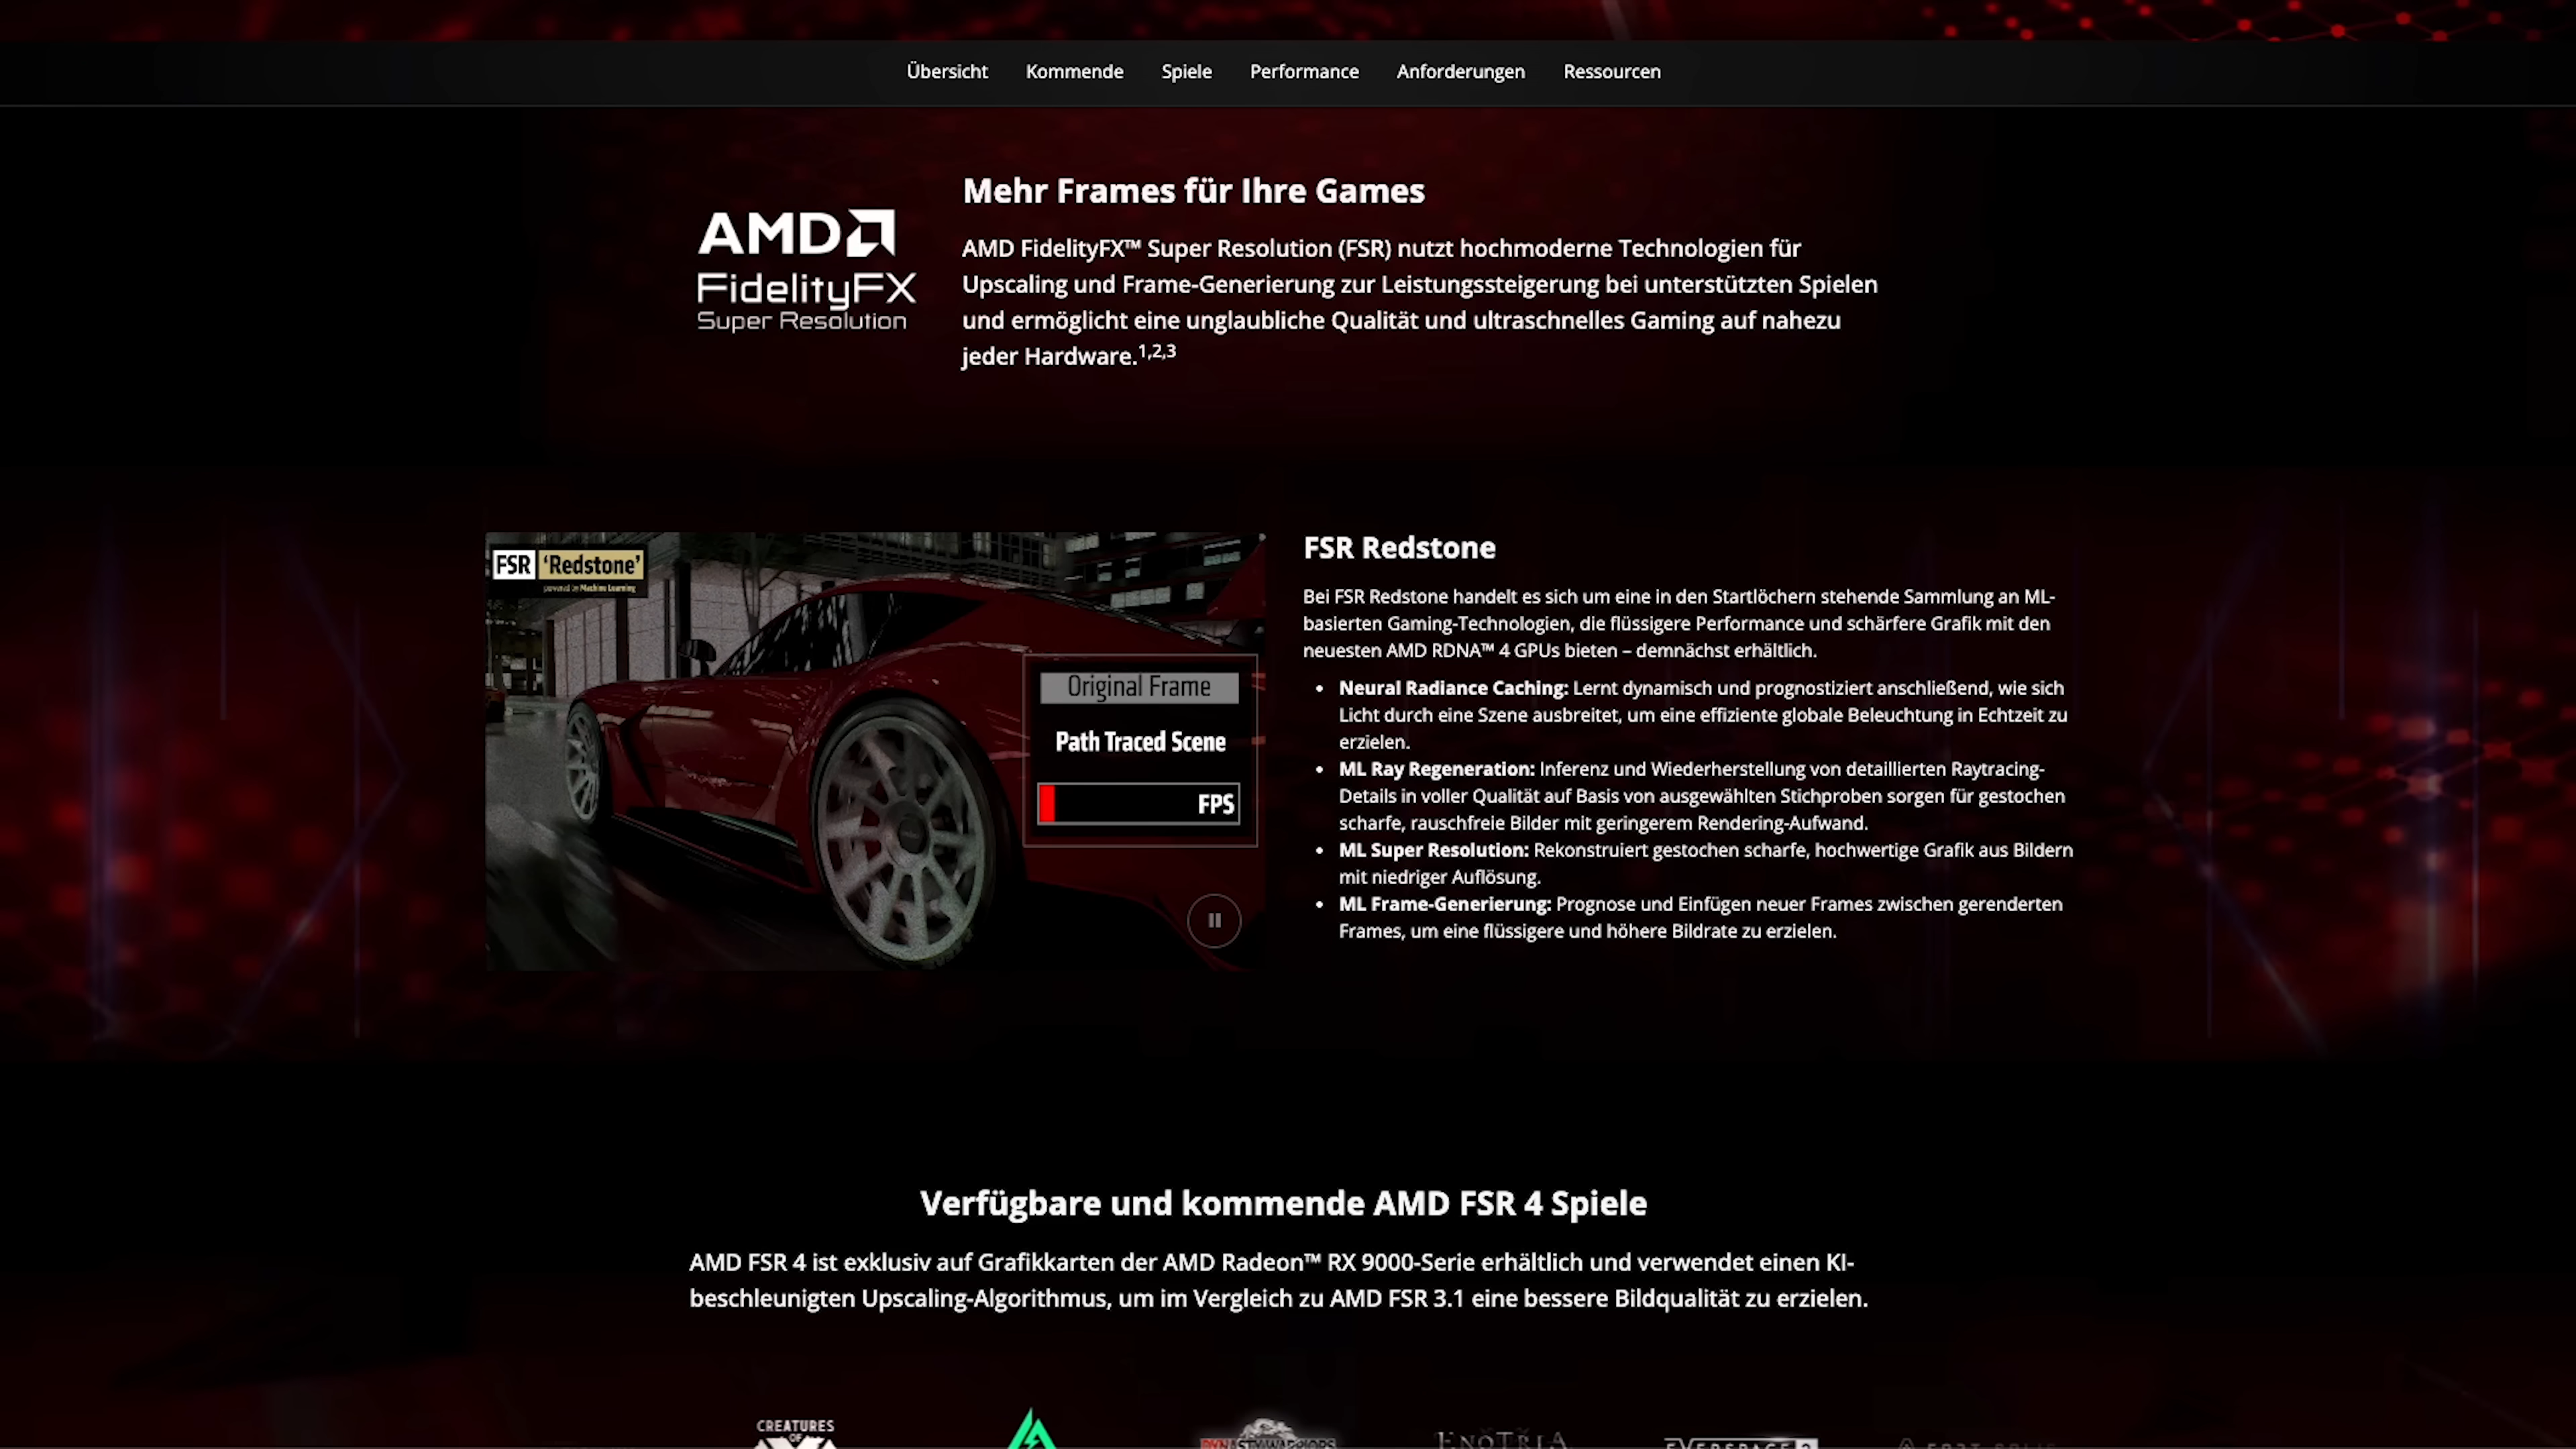 Übersicht Kommende Spiele Performance Anforderungen Ressourcen
AMD
FidelityFX
Super Resolution
Mehr Frames für Ihre Games
AMD FidelityFX™ Super Resolution (FSR) nutzt hochmoderne Technologien für
Upscaling und Frame-Generierung zur Leistungssteigerung bei unterstützten Spielen
und ermöglicht eine unglaubliche Qualität und ultraschnelles Gaming auf nahezu
jeder Hardware.1,2,3
FSR 'Redstone'
powered by Machine Learning
Original Frame
Path Traced Scene
FPS
FSR Redstone
Bei FSR Redstone handelt es sich um eine in den Startlöchern stehende Sammlung an ML-
basierten Gaming-Technologien, die flüssigere Performance und schärfere Grafik mit den
neuesten AMD RDNA™ 4 GPUs bieten – demnächst erhältlich.
• Neural Radiance Caching: Lernt dynamisch und prognostiziert anschließend, wie sich
Licht durch eine Szene ausbreitet, um eine effiziente globale Beleuchtung in Echtzeit zu
erzielen.
• ML Ray Regeneration: Inferenz und Wiederherstellung von detaillierten Raytracing-
Details in voller Qualität auf Basis von ausgewählten Stichproben sorgen für gestochen
scharfe, rauschfreie Bilder mit geringerem Rendering-Aufwand.
• ML Super Resolution: Rekonstruiert gestochen scharfe, hochwertige Grafik aus Bildern
mit niedriger Auflösung.
• ML Frame-Generierung: Prognose und Einfügen neuer Frames zwischen gerenderten
Frames, um eine flüssigere und höhere Bildrate zu erzielen.
Verfügbare und kommende AMD FSR 4 Spiele
AMD FSR 4 ist exklusiv auf Grafikkarten der AMD Radeon™ RX 9000-Serie erhältlich und verwendet einen KI-
beschleunigten Upscaling-Algorithmus, um im Vergleich zu AMD FSR 3.1 eine bessere Bildqualität zu erzielen.
CREATURES
OF
DYNASTY WARRIORS
ENOTRIA
EVERSPACE 2